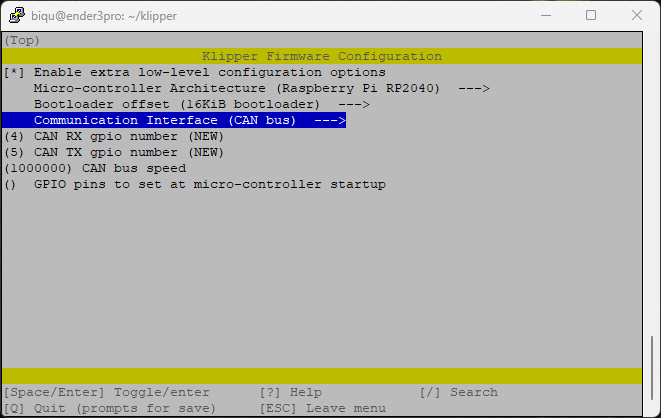 biqu@ender3pro: ~/klipper
(Top)
Klipper Firmware Configuration
[*] Enable extra low-level configuration options
Micro-controller Architecture (Raspberry Pi RP2040)  --->
Bootloader offset (16KiB bootloader)  --->
Communication Interface (CAN bus)  --->
(4) CAN RX gpio number (NEW)
(5) CAN TX gpio number (NEW)
(1000000) CAN bus speed
()  GPIO pins to set at micro-controller startup
[Space/Enter] Toggle/enter [?] Help [/] Search
[Q] Quit (prompts for save) [ESC] Leave menu